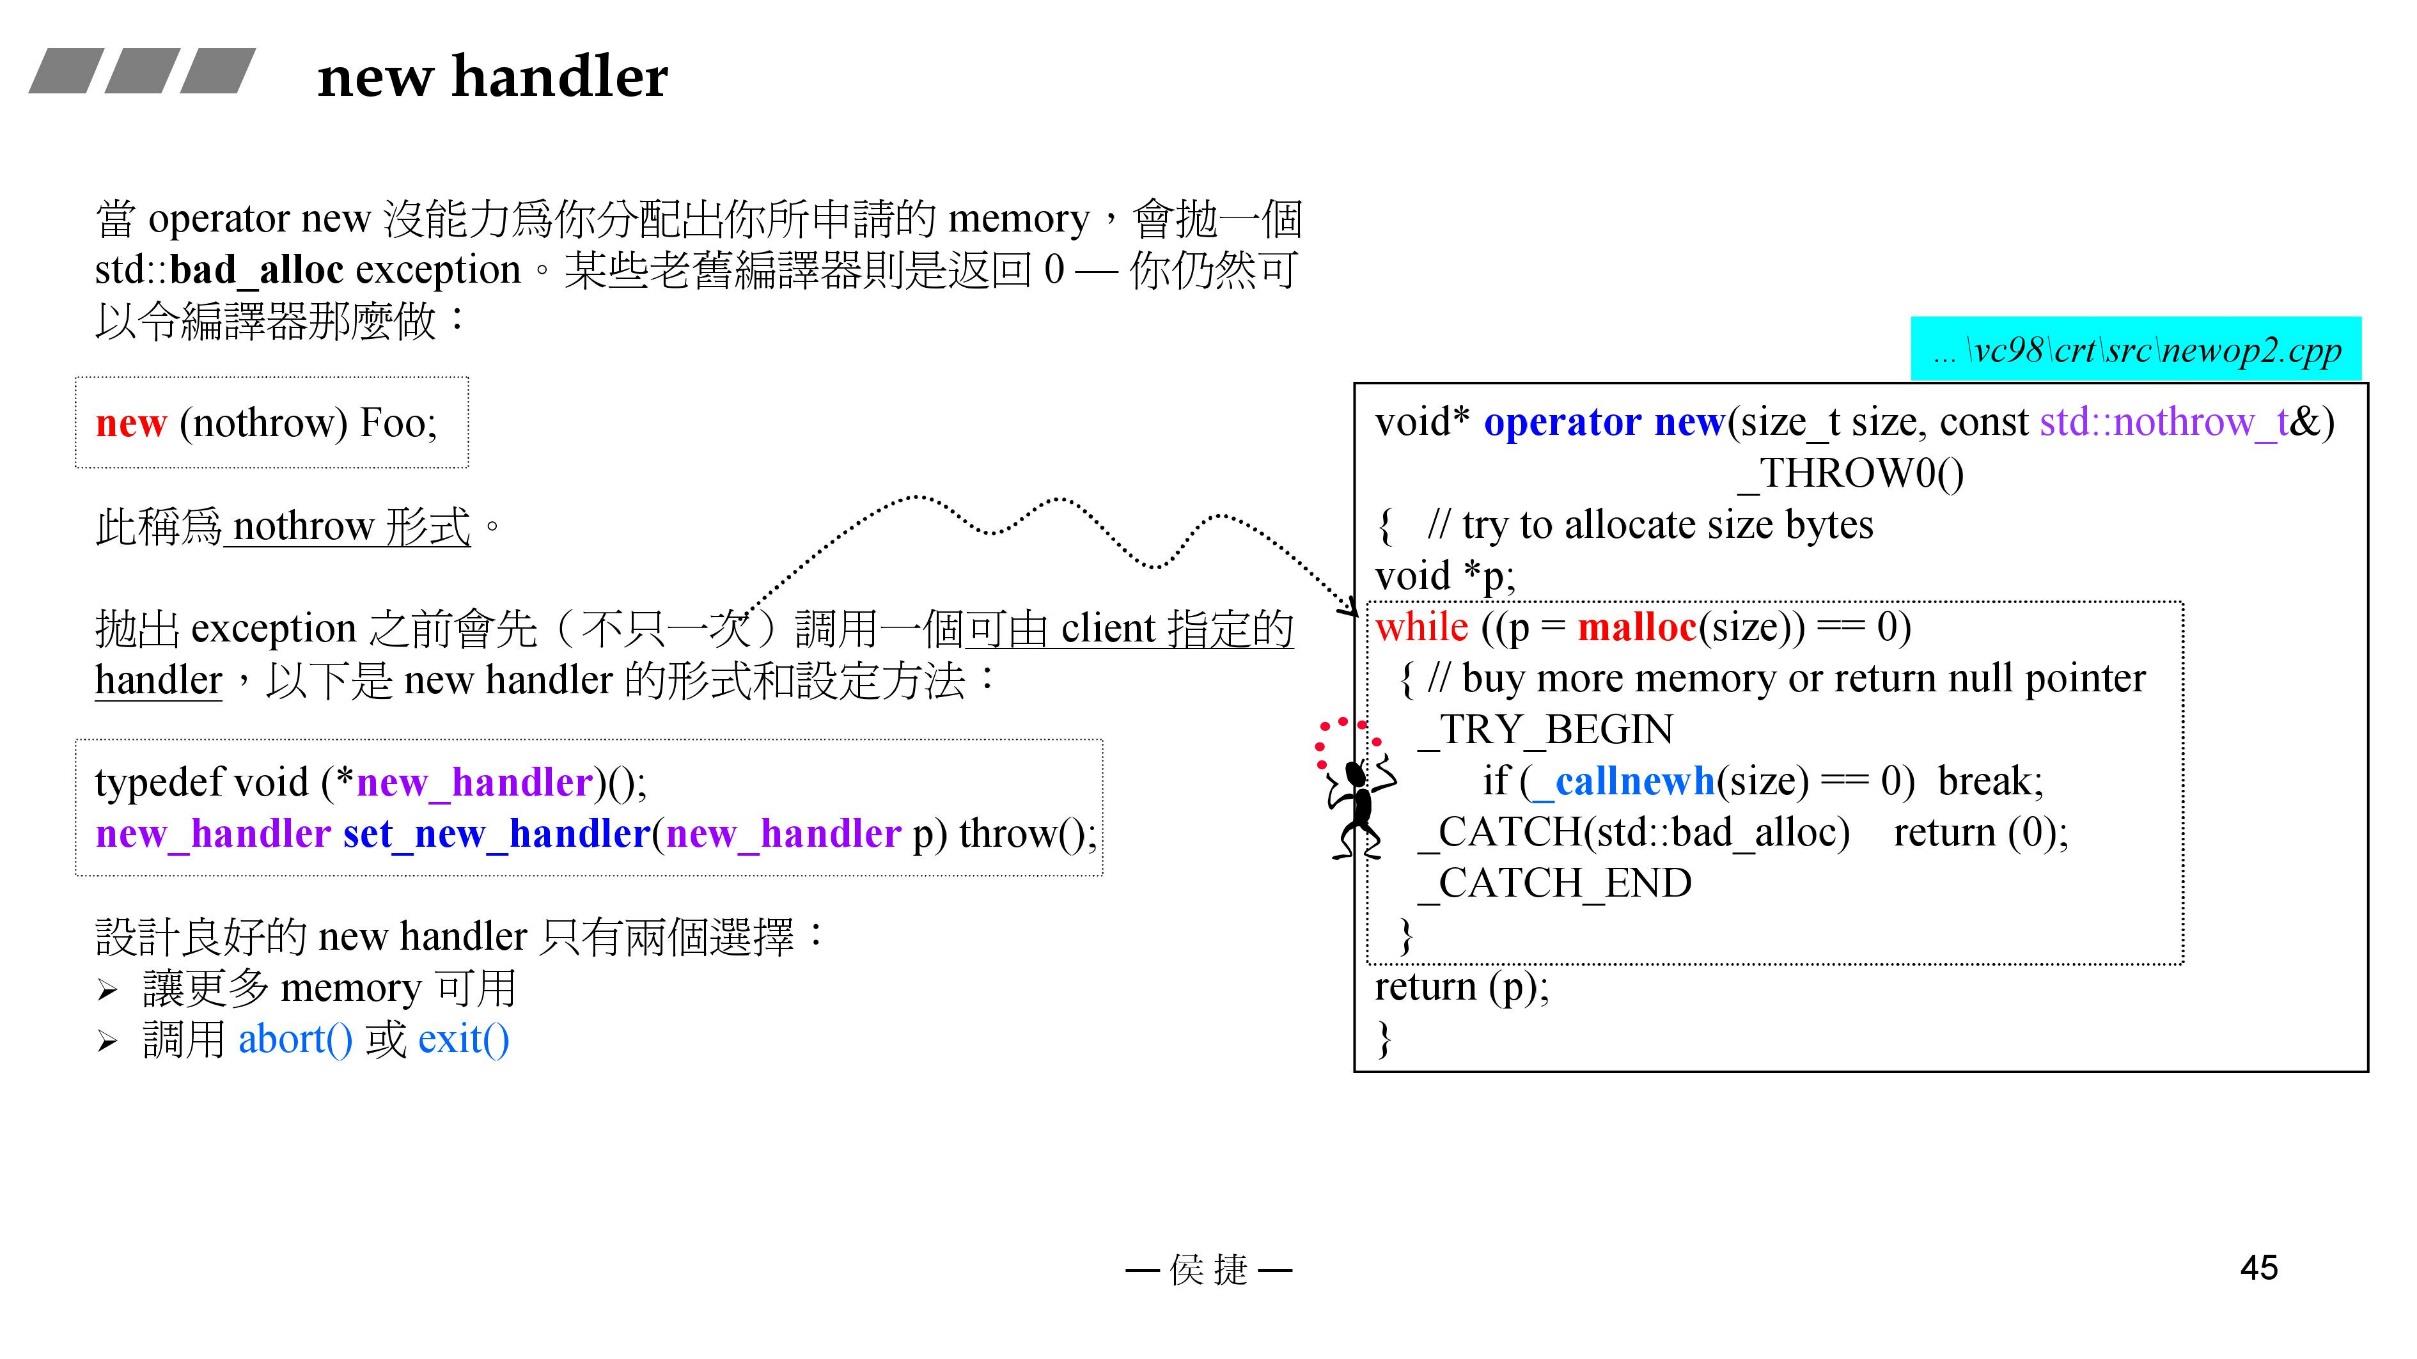 new handler
當 operator new 沒能力為你分配出你所申請的 memory，會拋一個
std::bad_alloc exception。某些老舊編譯器則是返回 0 — 你仍然可
以令編譯器那麼做：
new (nothrow) Foo;
此稱為 nothrow 形式。
拋出 exception 之前會先（不只一次）調用一個可由 client 指定的
handler，以下是 new handler 的形式和設定方法：
typedef void (*new_handler)();
new_handler set_new_handler(new_handler p) throw();
設計良好的 new handler 只有兩個選擇：
➢ 讓更多 memory 可用
➢ 調用 abort() 或 exit()
... \vc98\crt\src\newop2.cpp
void* operator new(size_t size, const std::nothrow_t&)
_THROW0()
{ // try to allocate size bytes
void *p;
while ((p = malloc(size)) == 0)
{ // buy more memory or return null pointer
_TRY_BEGIN
if (_callnewh(size) == 0) break;
_CATCH(std::bad_alloc) return (0);
_CATCH_END
}
return (p);
}
— 侯 捷 —
45